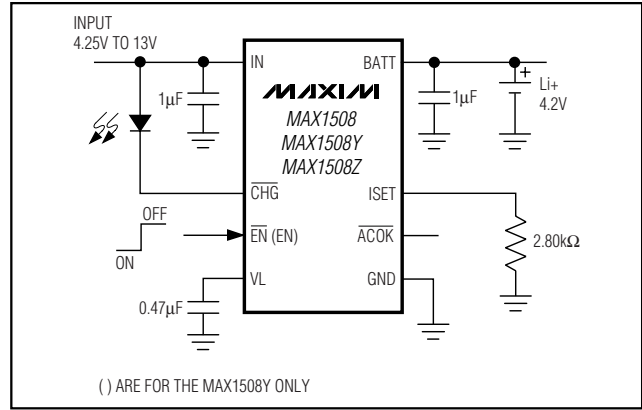 INPUT
4.25V TO 13V
IN
BATT
1µF
MAXIM
1µF
Li+
4.2V
+
MAX1508
MAX1508Y
MAX1508Z
CHG
ISET
OFF
ON
EN (EN)
ACOK
2.80kΩ
VL
GND
0.47µF
( ) ARE FOR THE MAX1508Y ONLY